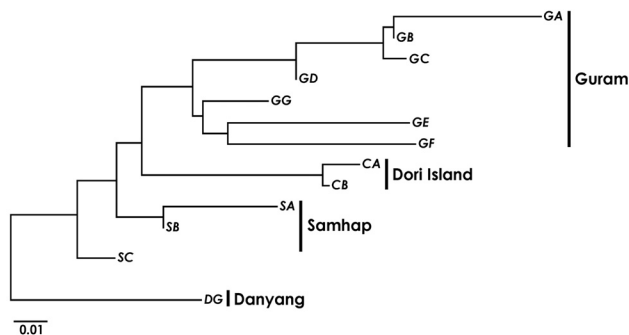 GA
GB
GC
GD
Guram
GG
GE
GF
CA
Dori Island
CB
SA
SB
Samhap
SC
DG Danyang
0.01